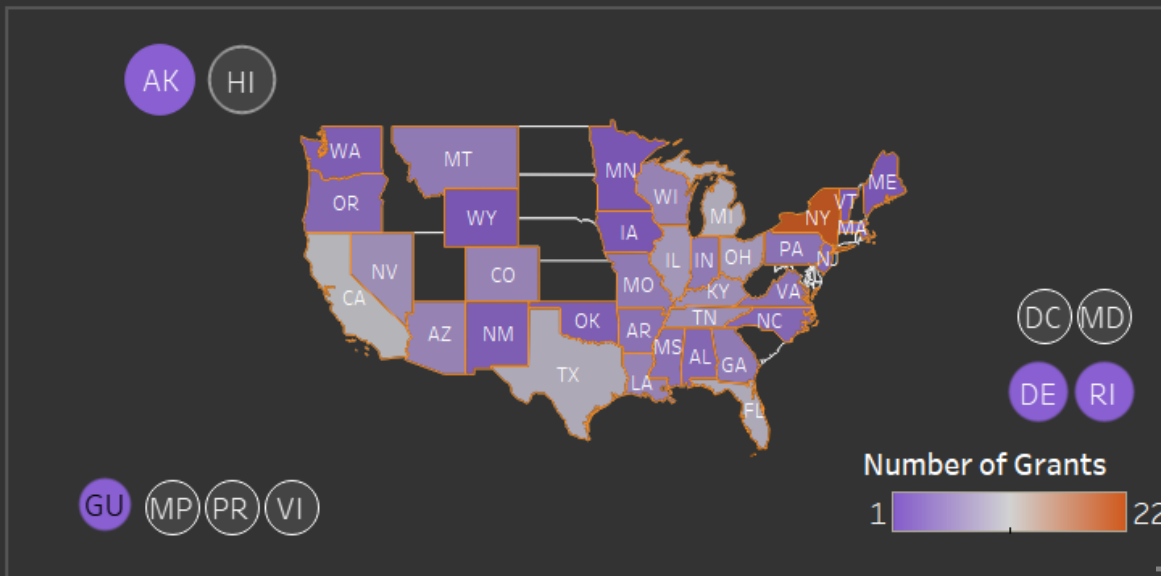 AK HI
WA MT MN ME
OR WY WI MI NY VT
MA
NV CO IA IL IN OH PA NJ
CA MO KY VA
AZ NM OK AR TN NC
TX LA MS AL GA
FL
DC MD
DE RI
Number of Grants
1 22
GU MP PR VI